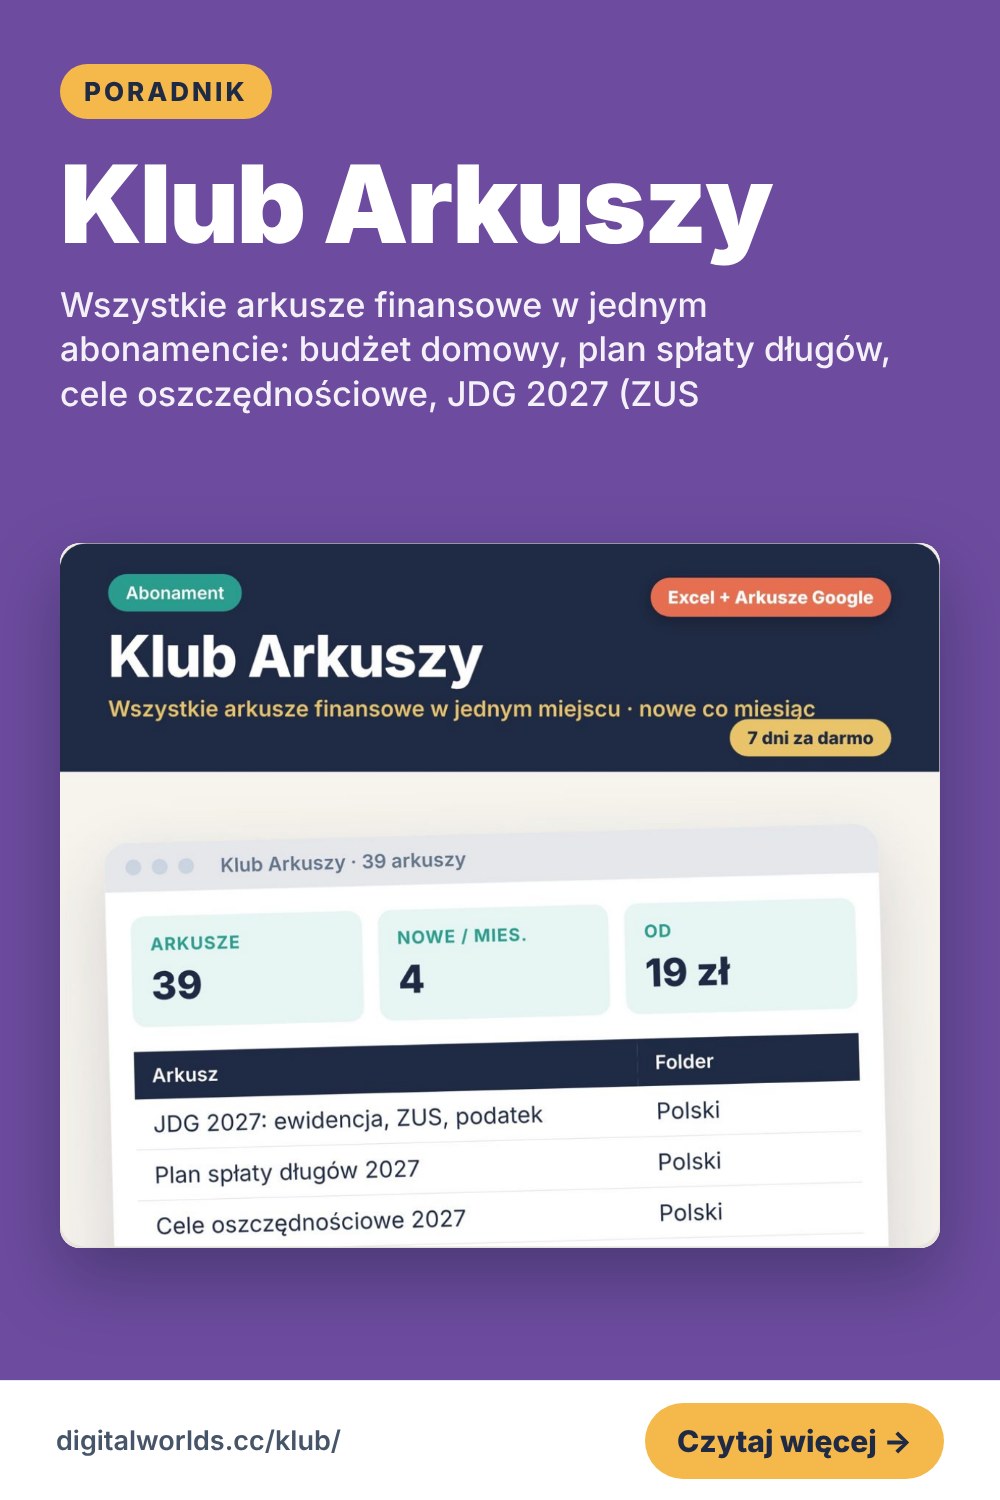 PORADNIK
Klub Arkuszy
Wszystkie arkusze finansowe w jednym
abonamencie: budżet domowy, plan spłaty długów,
cele oszczędnościowe, JDG 2027 (ZUS
Abonament
Excel + Arkusze Google
Klub Arkuszy
Wszystkie arkusze finansowe w jednym miejscu · nowe co miesiąc
7 dni za darmo
Klub Arkuszy · 39 arkuszy
ARKUSZE
39
NOWE / MIES.
4
OD
19 zł
Arkusz Folder
JDG 2027: ewidencja, ZUS, podatek Polski
Plan spłaty długów 2027 Polski
Cele oszczędnościowe 2027 Polski
digitalworlds.cc/klub/
Czytaj więcej →